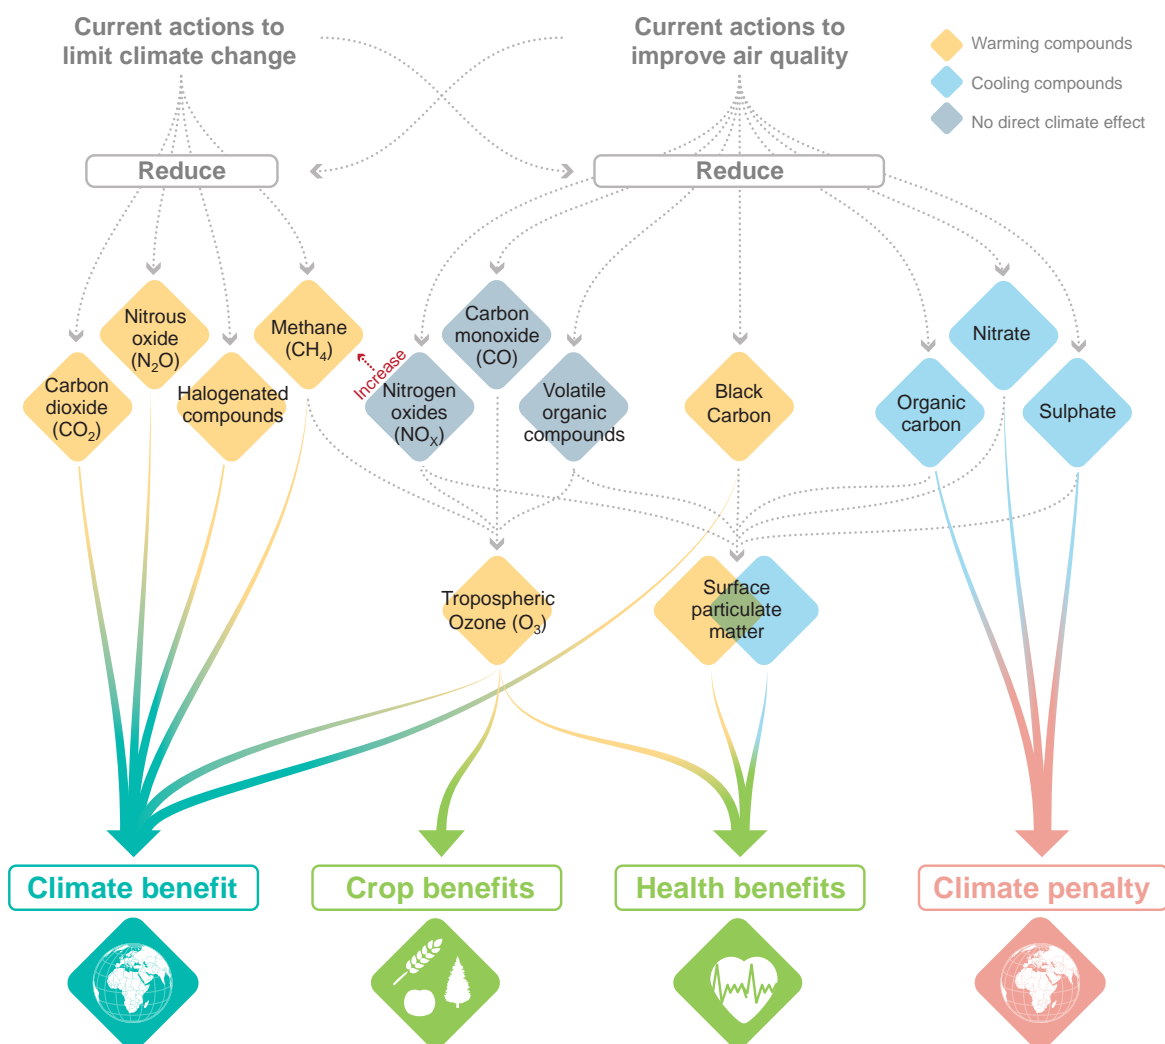 Current actions to
limit climate change
Current actions to
improve air quality
Warming compounds
Cooling compounds
No direct climate effect
Reduce
Reduce
Nitrous
oxide
(N₂O)
Methane
(CH₄)
Carbon
monoxide
(CO)
Nitrate
Increase
Carbon
dioxide
(CO₂)
Halogenated
compounds
Nitrogen
oxides
(NOₓ)
Volatile
organic
compounds
Black
Carbon
Organic
carbon
Sulphate
Tropospheric
Ozone (O₃)
Surface
particulate
matter
Climate benefit
Crop benefits
Health benefits
Climate penalty